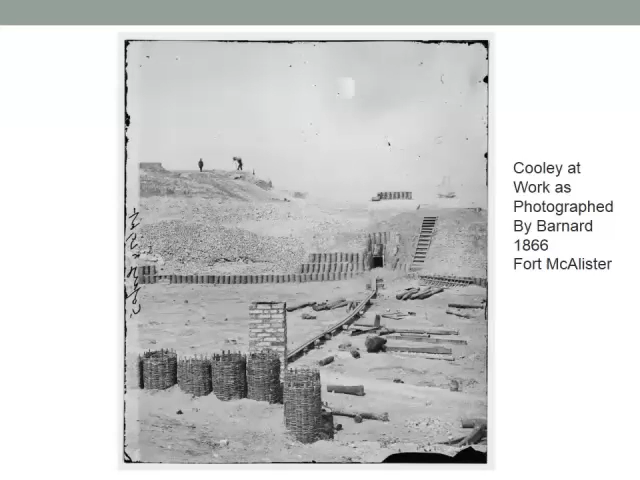 Cooley at
Work as
Photographed
By Barnard
1866
Fort McAlister